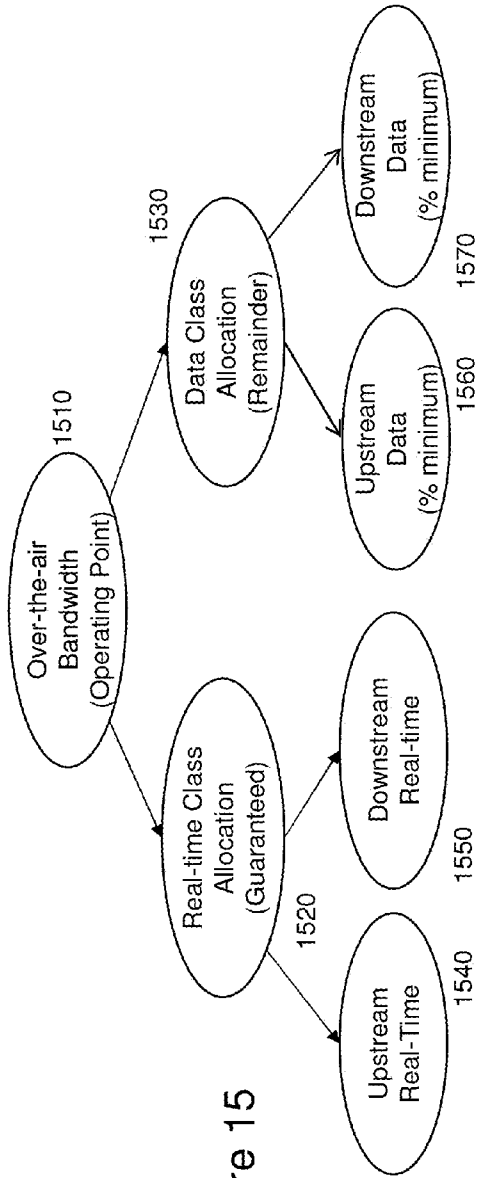 Over-the-air
Bandwidth
(Operating Point)
1510
Real-time Class
Allocation
(Guaranteed)
1520
Data Class
Allocation
(Remainder)
1530
Upstream
Real-Time
1540
Downstream
Real-time
1550
Upstream
Data
(% minimum)
1560
Downstream
Data
(% minimum)
1570
re 15